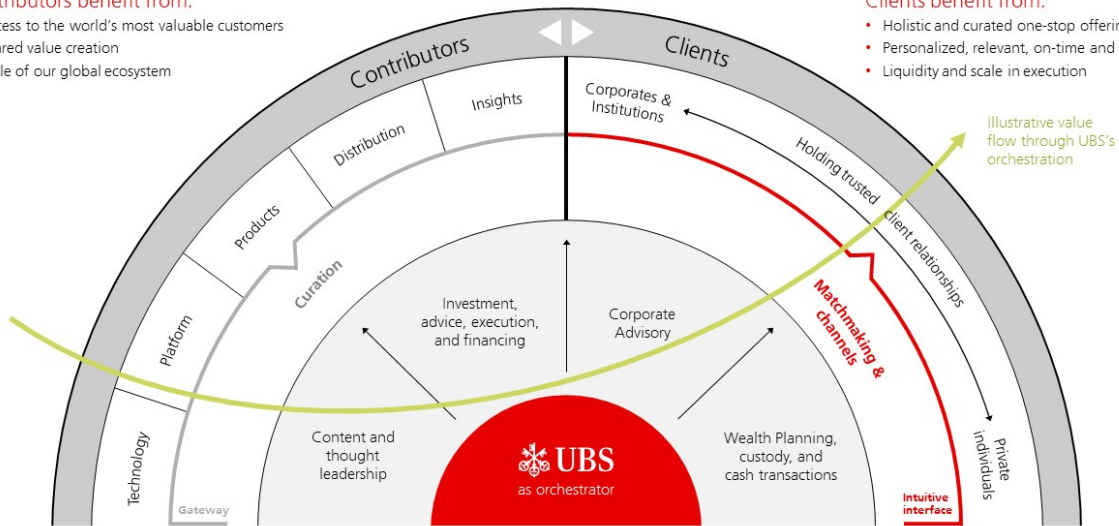 Contributors benefit from:
cess to the world's most valuable customers
ared value creation
le of our global ecosystem
Clients benefit from:
• Holistic and curated one-stop offerin
• Personalized, relevant, on-time and
• Liquidity and scale in execution
Contributors
Clients
Technology
Platform
Products
Distribution
Insights
Corporates &
Institutions
Holding trusted
client relationships
Private
individuals
Illustrative value
flow through UBS's
orchestration
Curation
Gateway
Matchmaking &
channels
Intuitive
interface
Content and
thought
leadership
Investment,
advice, execution,
and financing
Corporate
Advisory
Wealth Planning,
custody, and
cash transactions
UBS
as orchestrator